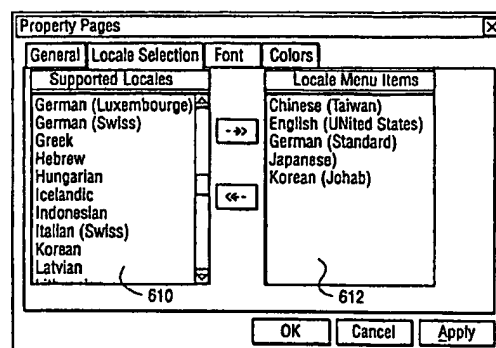 Property Pages
General Locale Selection Font Colors
Supported Locales
German (Luxembourge)
German (Swiss)
Greek
Hebrew
Hungarian
Icelandic
Indonesian
Italian (Swiss)
Korean
Latvian
610
Locale Menu Items
Chinese (Taiwan)
English (UNited States)
German (Standard)
Japanese)
Korean (Johab)
612
OK Cancel Apply